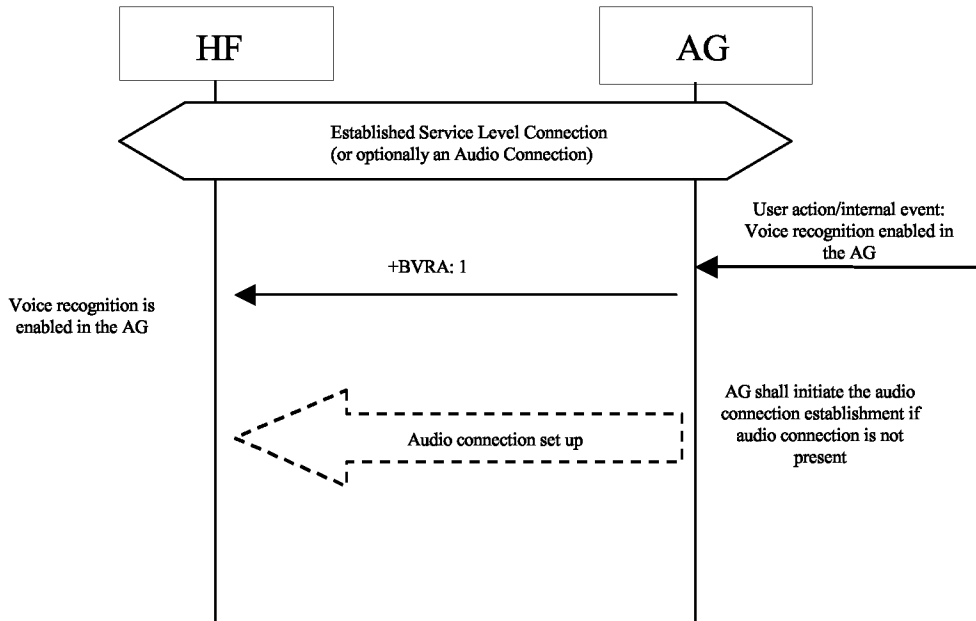 HF
AG
Established Service Level Connection
(or optionally an Audio Connection)
User action/internal event:
Voice recognition enabled in
the AG
+BVRA: 1
Voice recognition is
enabled in the AG
AG shall initiate the audio
connection establishment if
audio connection is not
present
Audio connection set up